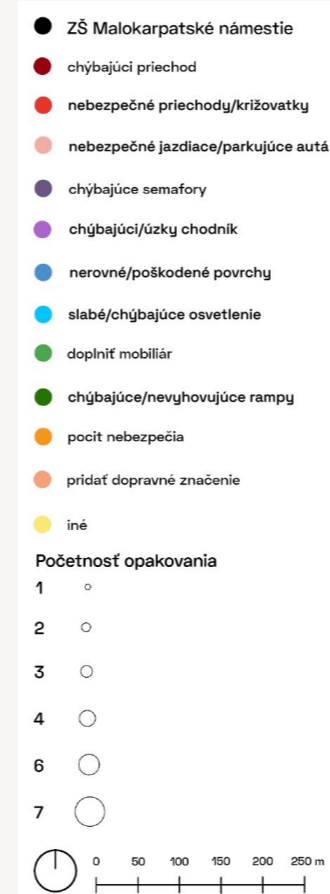 ZŠ Malokarpatské námestie
chýbajúci priechod
nebezpečné priechody/križovatky
nebezpečné jazdiace/parkujúce autá
chýbajúce semafory
chýbajúci/úzky chodník
nerovné/poškodené povrchy
slabé/chýbajúce osvetlenie
doplniť mobiliár
chýbajúce/nevyhovujúce rampy
pocit nebezpečia
pridať dopravné značenie
iné
Početnosť opakovania
1
2
3
4
6
7
0 50 100 150 200 250 m